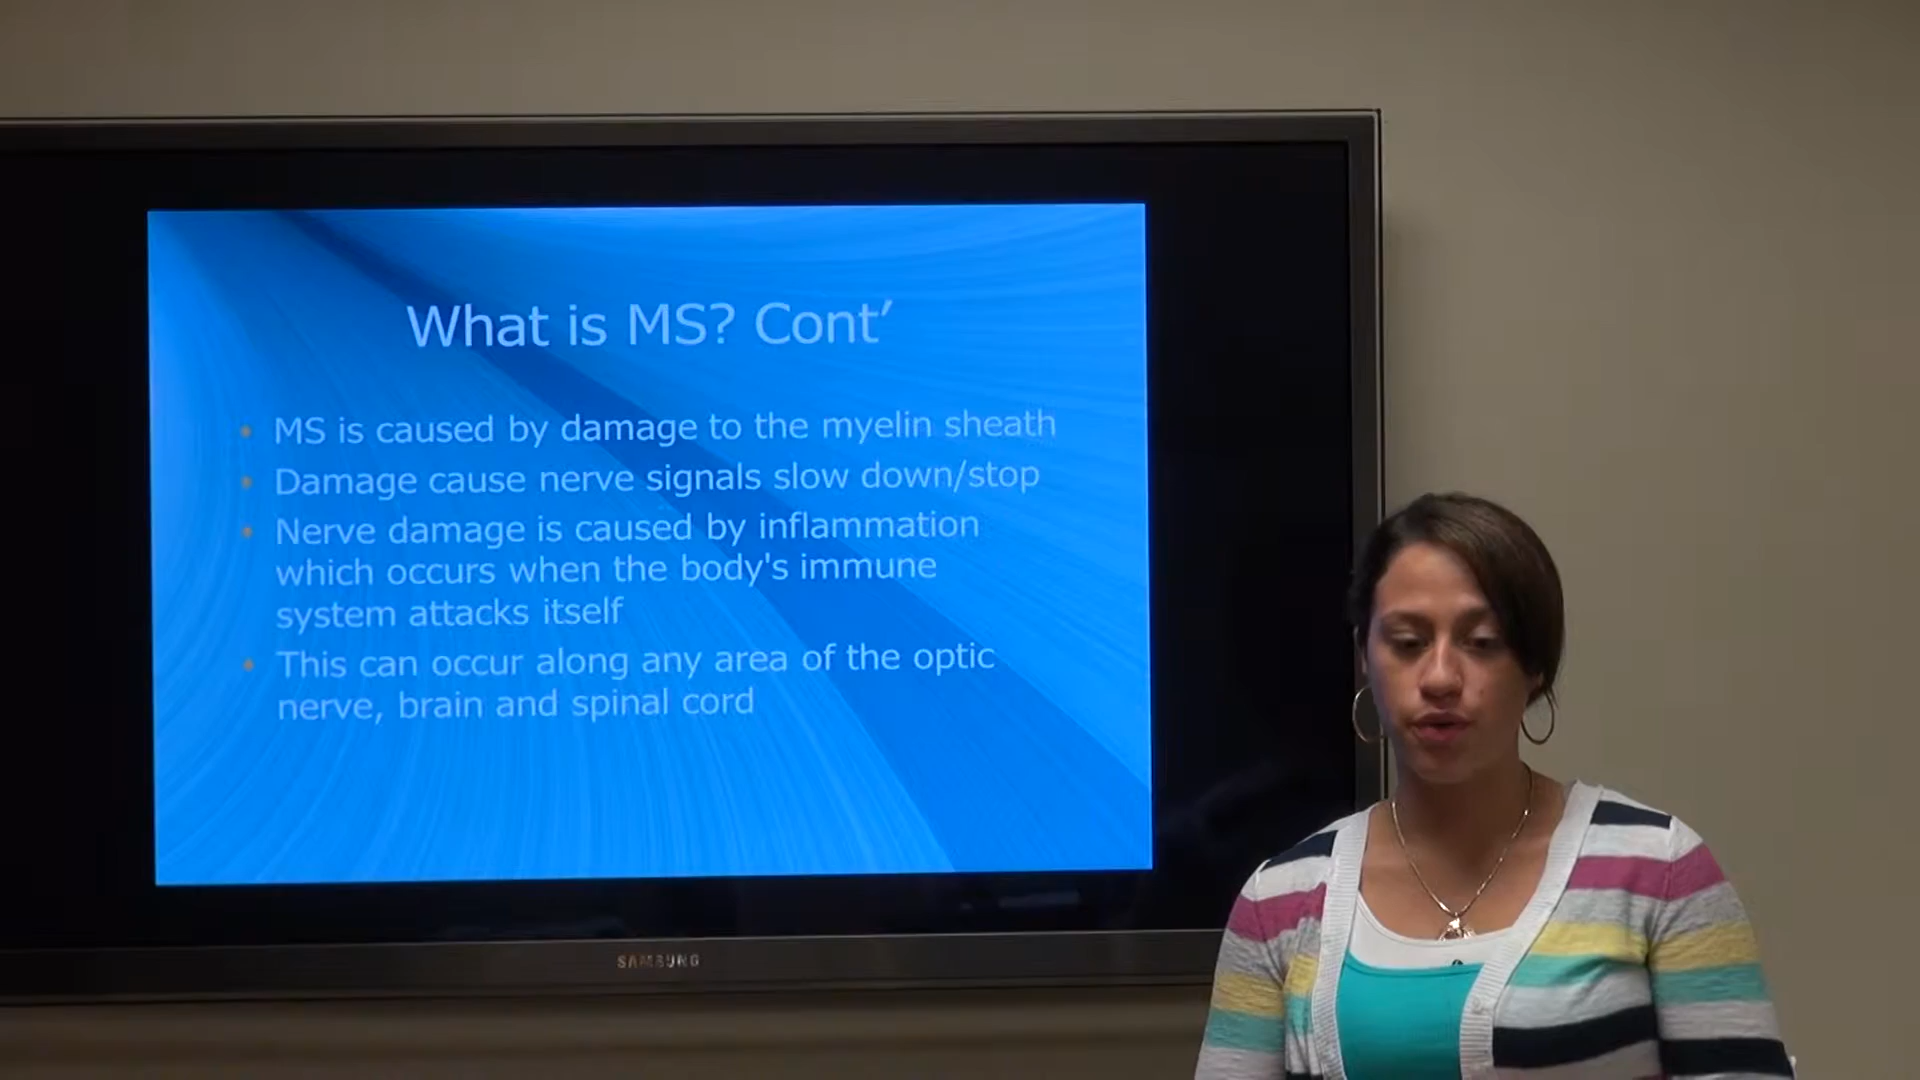 What is MS? Cont’
• MS is caused by damage to the myelin sheath
• Damage cause nerve signals slow down/stop
• Nerve damage is caused by inflammation
which occurs when the body's immune
system attacks itself
• This can occur along any area of the optic
nerve, brain and spinal cord
SAMSUNG